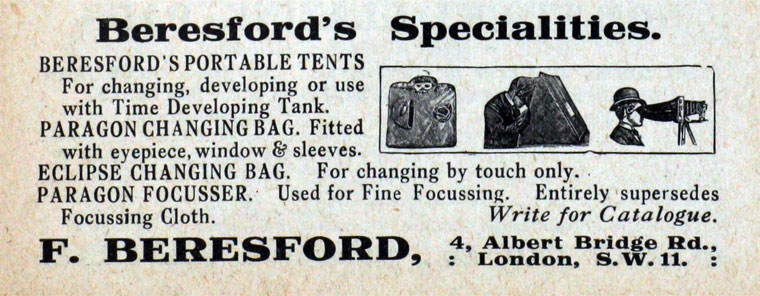 Beresford's Specialities.
BERESFORD'S PORTABLE TENTS
For changing, developing or use
with Time Developing Tank.
PARAGON CHANGING BAG. Fitted
with eyepiece, window & sleeves.
ECLIPSE CHANGING BAG. For changing by touch only.
PARAGON FOCUSSER. Used for Fine Focussing. Entirely supersedes
Focussing Cloth. Write for Catalogue.
F. BERESFORD, 4, Albert Bridge Rd.,
: London, S.W. 11. :